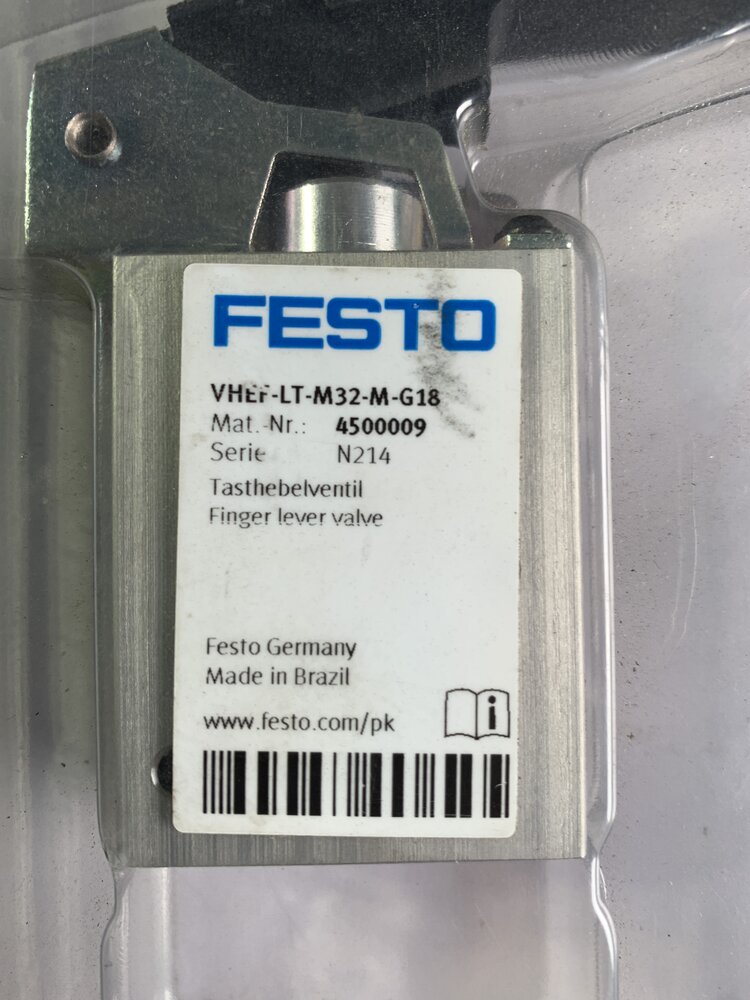 FESTO
VHEF-LT-M32-M-G18
Mat.-Nr.: 4500009
Serie N214
Tasthebelventil
Finger lever valve
Festo Germany
Made in Brazil
www.festo.com/pk
i